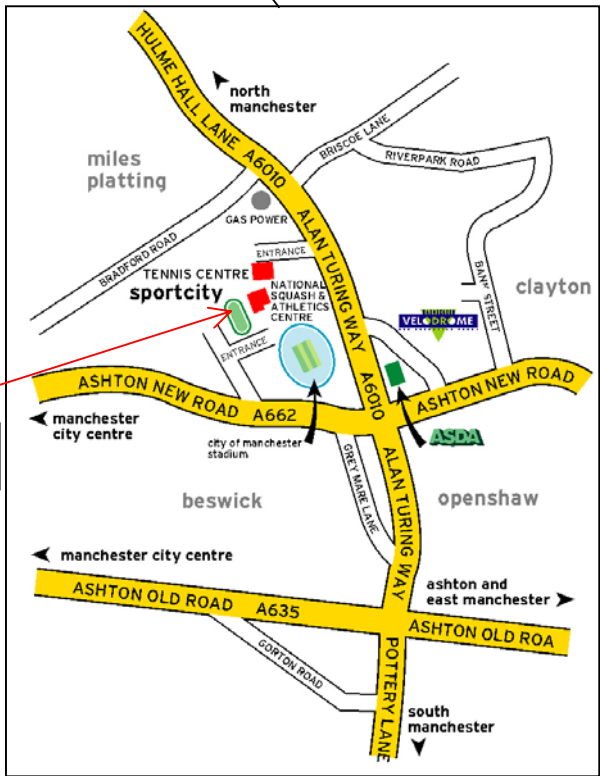 HULME HALL LANE A6010
north
manchester
BRISCOE LANE
RIVERPARK ROAD
miles
platting
GAS POWER
BRADFORD ROAD
ALAN TURING WAY A6010
ENTRANCE
TENNIS CENTRE
sportcity
NATIONAL
SQUASH &
ATHLETICS
CENTRE
BANK STREET
clayton
VELODROME
ENTRANCE
ASHTON NEW ROAD A662
ASHTON NEW ROAD
manchester
city centre
city of manchester
stadium
ASDA
GREY MARE LANE
ALAN TURING WAY
beswick
openshaw
manchester city centre
ashton and
east manchester
ASHTON OLD ROAD A635
ASHTON OLD ROA
GORTON ROAD
POTTERY LANE
south
manchester